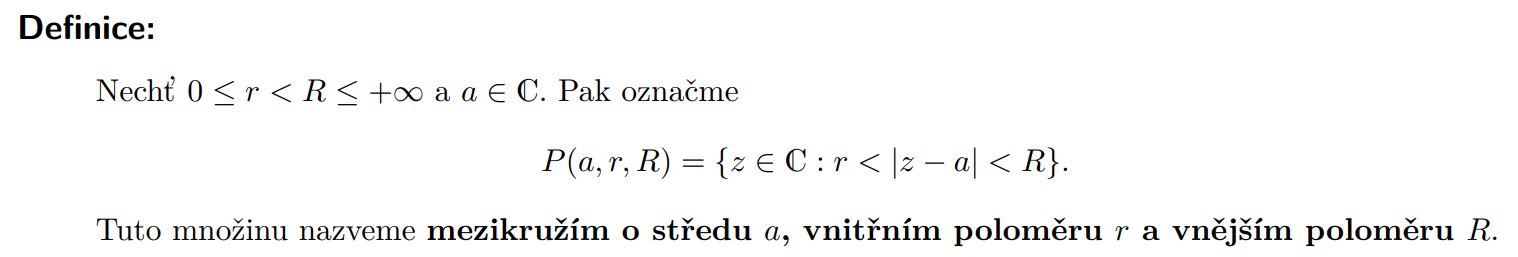 Definice:
Nechť 0 ≤ r < R ≤ +∞ a a ∈ ℂ. Pak označme
P(a, r, R) = {z ∈ ℂ : r < |z − a| < R}.
Tuto množinu nazveme mezikružím o středu a, vnitřním poloměru r a vnějším poloměru R.